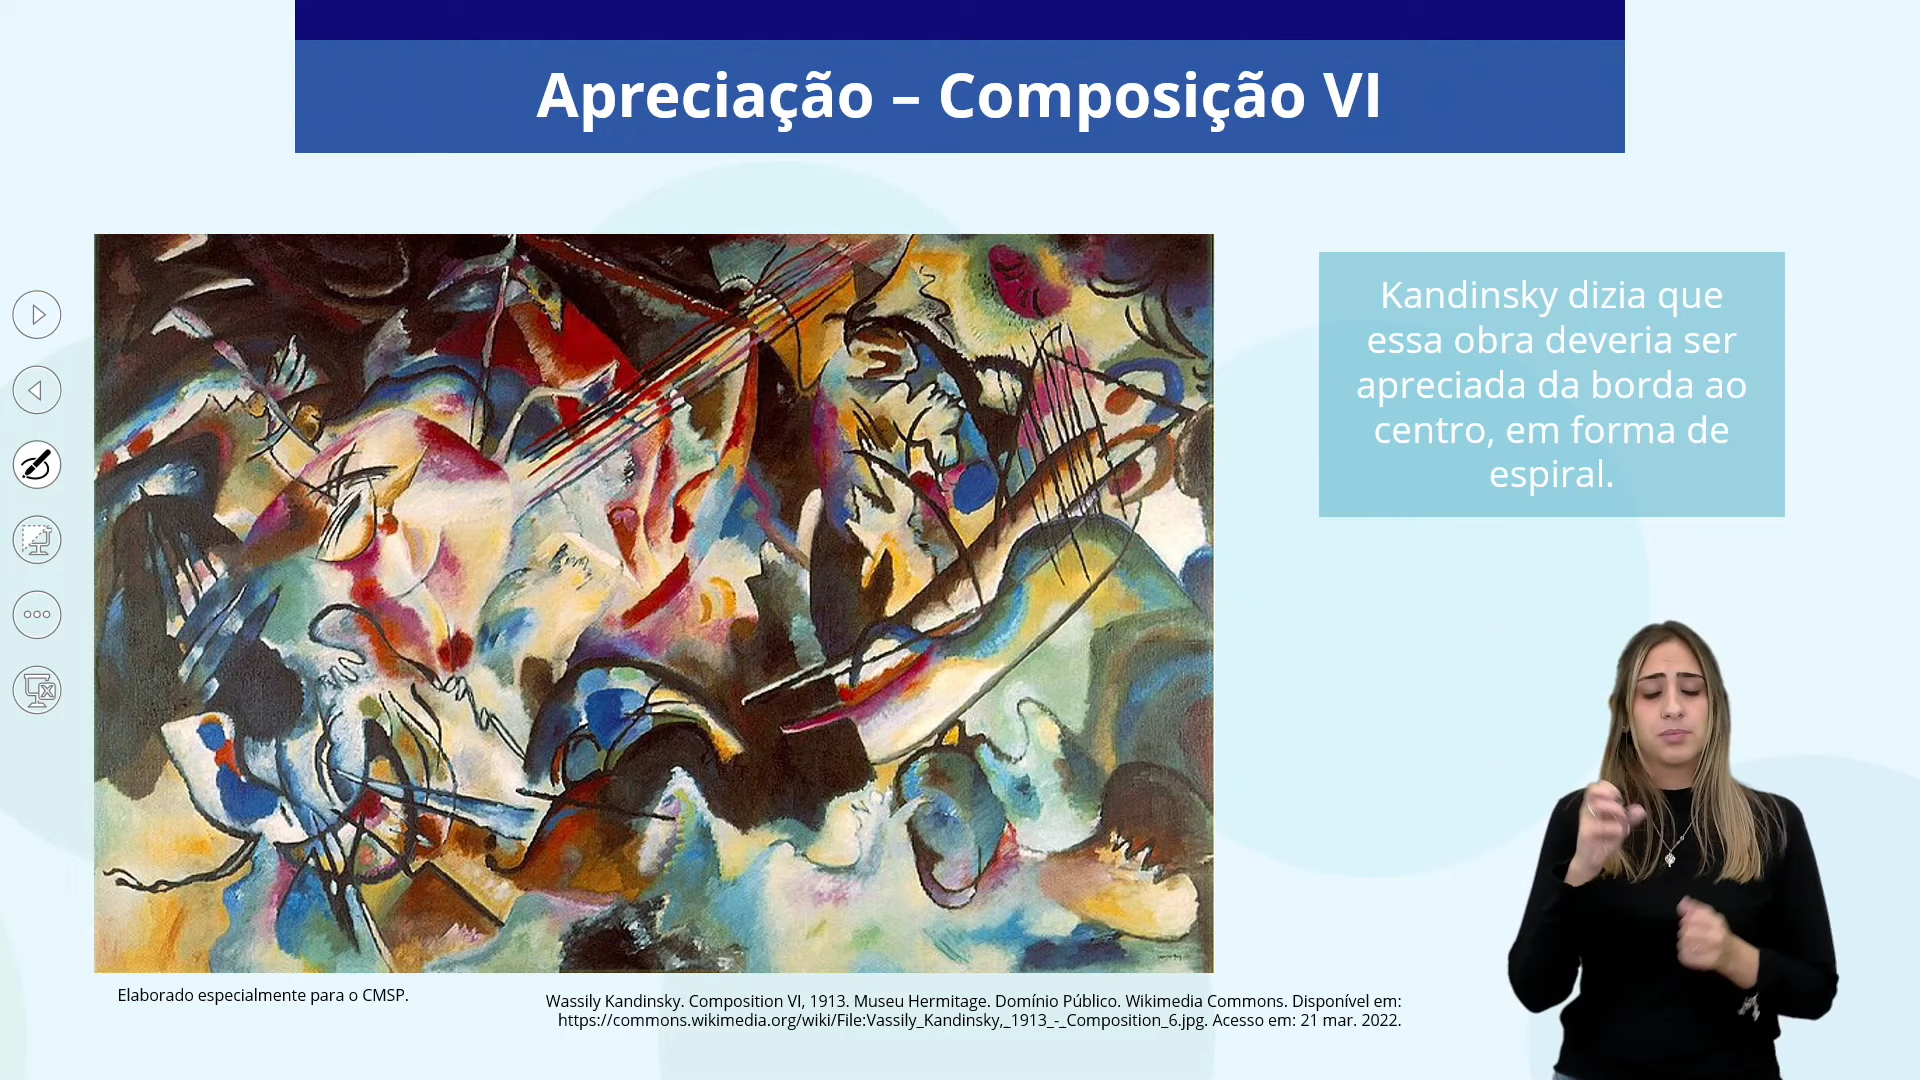 Apreciação – Composição VI
Kandinsky dizia que
essa obra deveria ser
apreciada da borda ao
centro, em forma de
espiral.
Elaborado especialmente para o CMSP.
Wassily Kandinsky. Composition VI, 1913. Museu Hermitage. Domínio Público. Wikimedia Commons. Disponível em:
https://commons.wikimedia.org/wiki/File:Vassily_Kandinsky,_1913_-_Composition_6.jpg. Acesso em: 21 mar. 2022.